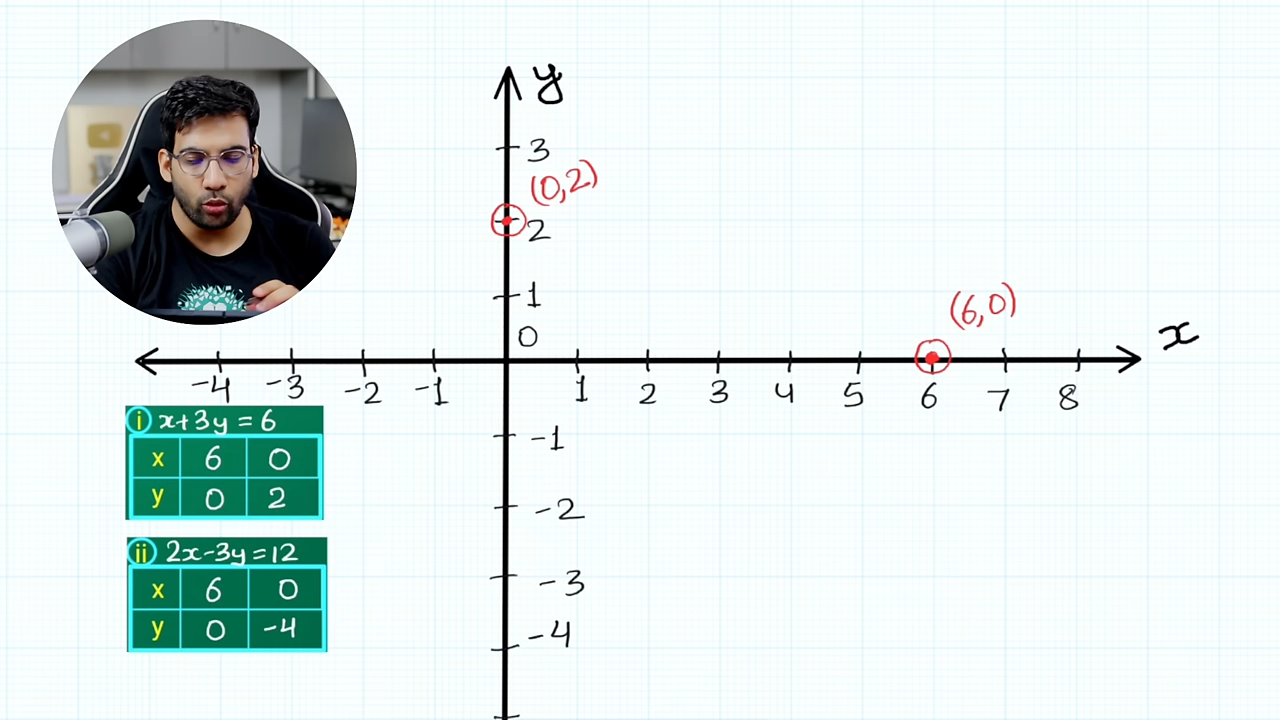 y
3
(0,2)
2
1
0
(6,0)
x
-4 -3 -2 -1 1 2 3 4 5 6 7 8
-1
-2
-3
-4
i x+3y=6
x 6 0
y 0 2
ii 2x-3y=12
x 6 0
y 0 -4